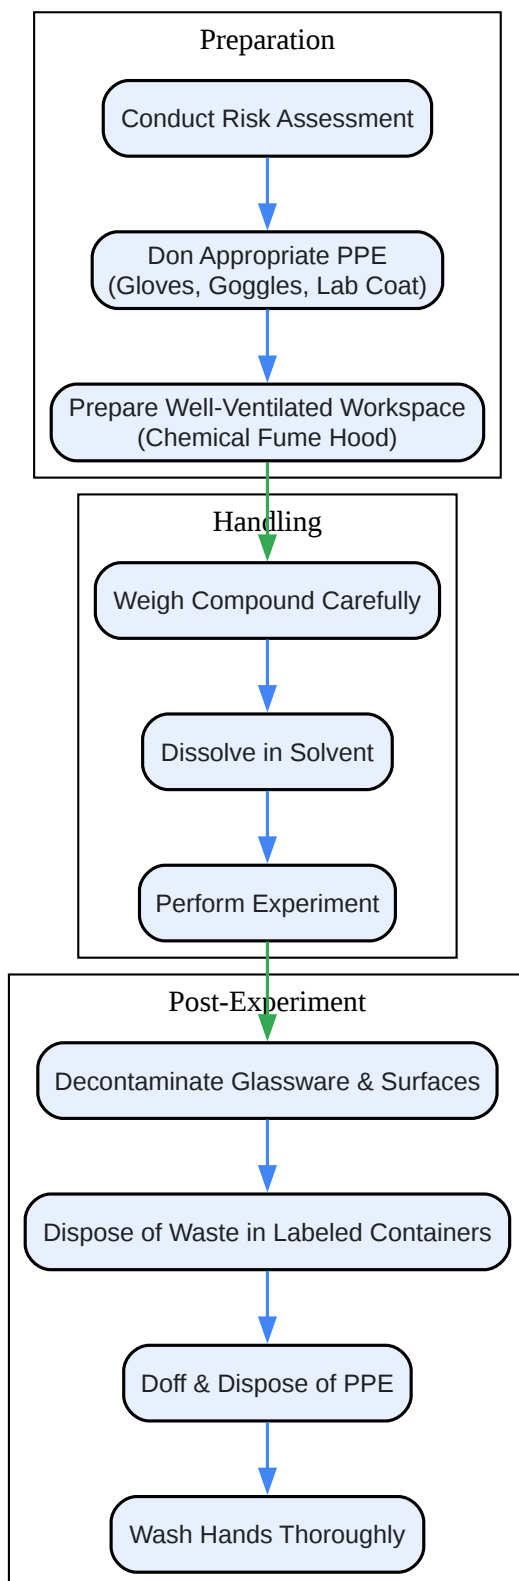 Preparation
Conduct Risk Assessment
Don Appropriate PPE
(Gloves, Goggles, Lab Coat)
Prepare Well-Ventilated Workspace
(Chemical Fume Hood)
Handling
Weigh Compound Carefully
Dissolve in Solvent
Perform Experiment
Post-Experiment
Decontaminate Glassware & Surfaces
Dispose of Waste in Labeled Containers
Doff & Dispose of PPE
Wash Hands Thoroughly